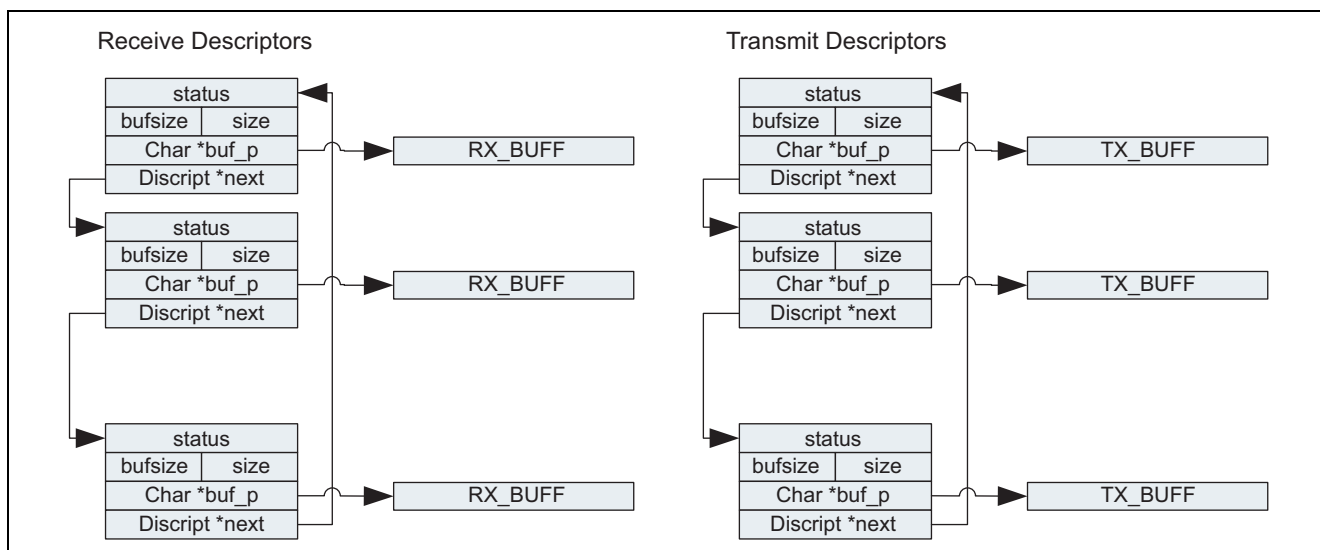 Receive Descriptors
status
bufsize size
Char *buf_p
Discript *next
RX_BUFF
status
bufsize size
Char *buf_p
Discript *next
RX_BUFF
status
bufsize size
Char *buf_p
Discript *next
RX_BUFF
Transmit Descriptors
status
bufsize size
Char *buf_p
Discript *next
TX_BUFF
status
bufsize size
Char *buf_p
Discript *next
TX_BUFF
status
bufsize size
Char *buf_p
Discript *next
TX_BUFF